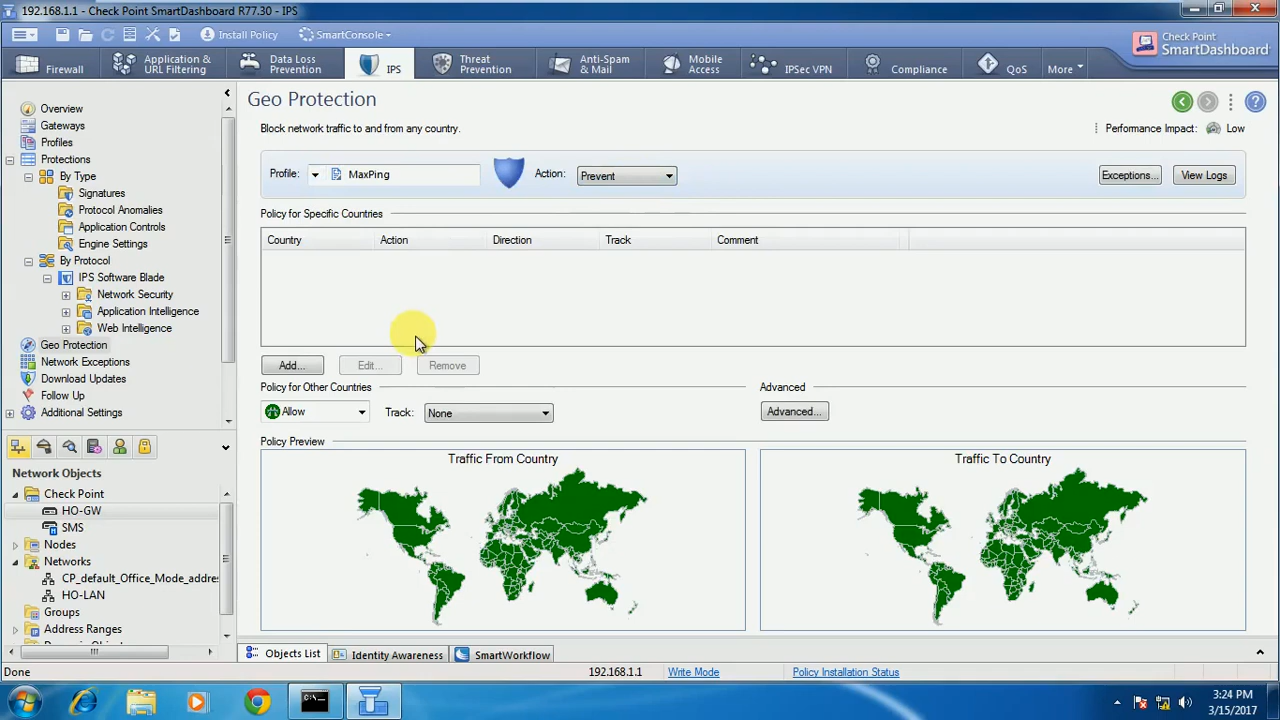 192.168.1.1 - Check Point SmartDashboard R77.30 - IPS
Install Policy
SmartConsole
Check Point
SmartDashboard
Firewall
Application &
URL Filtering
Data Loss
Prevention
IPS
Threat
Prevention
Anti-Spam
& Mail
Mobile
Access
IPSec VPN
Compliance
QoS
More
Overview
Gateways
Profiles
Protections
By Type
Signatures
Protocol Anomalies
Application Controls
Engine Settings
By Protocol
IPS Software Blade
Network Security
Application Intelligence
Web Intelligence
Geo Protection
Network Exceptions
Download Updates
Follow Up
Additional Settings
Network Objects
Check Point
HO-GW
SMS
Nodes
Networks
CP_default_Office_Mode_addre
HO-LAN
Groups
Address Ranges
Geo Protection
Block network traffic to and from any country.
Performance Impact: Low
Profile: MaxPing
Action: Prevent
Exceptions... View Logs
Policy for Specific Countries
Country Action Direction Track Comment
Add... Edit... Remove
Policy for Other Countries
Allow
Track: None
Advanced
Advanced...
Policy Preview
Traffic From Country
Traffic To Country
Objects List Identity Awareness SmartWorkflow
Done
192.168.1.1
Write Mode
Policy Installation Status
C:\
3:24 PM
3/15/2017